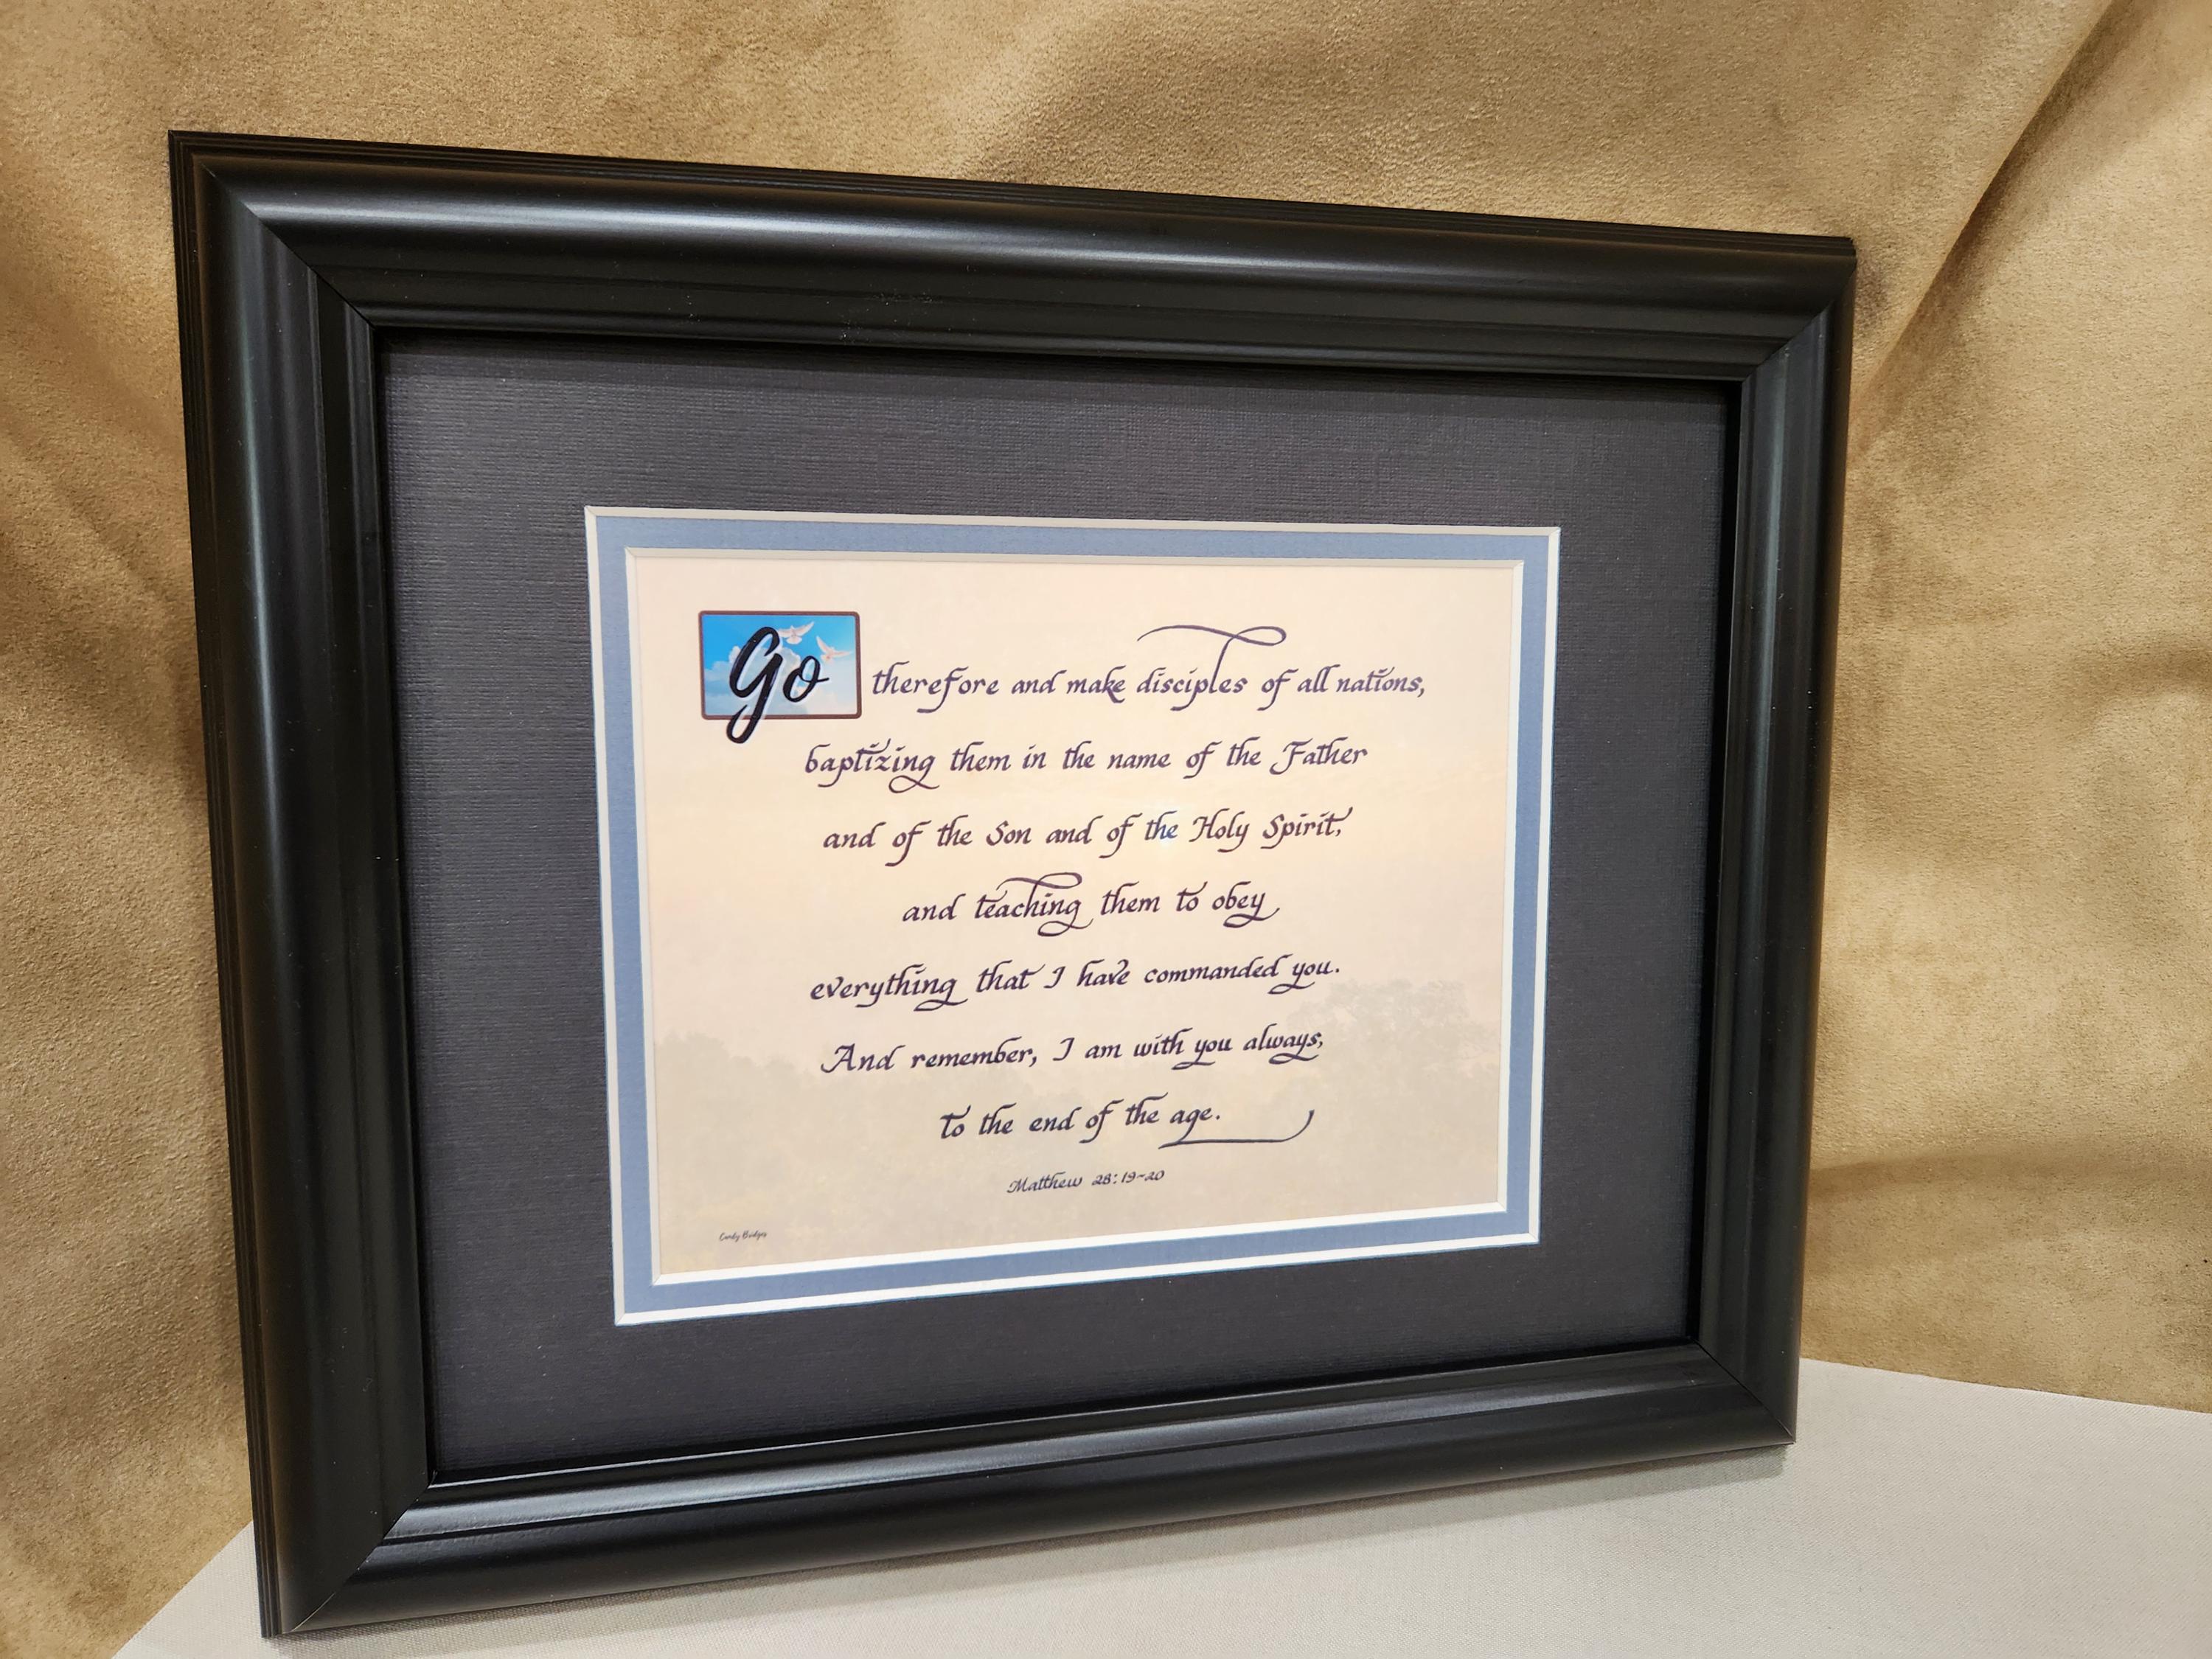 Go therefore and make disciples of all nations,
baptizing them in the name of the Father
and of the Son and of the Holy Spirit,
and teaching them to obey
everything that I have commanded you.
And remember, I am with you always,
to the end of the age.
Matthew 28:19-20